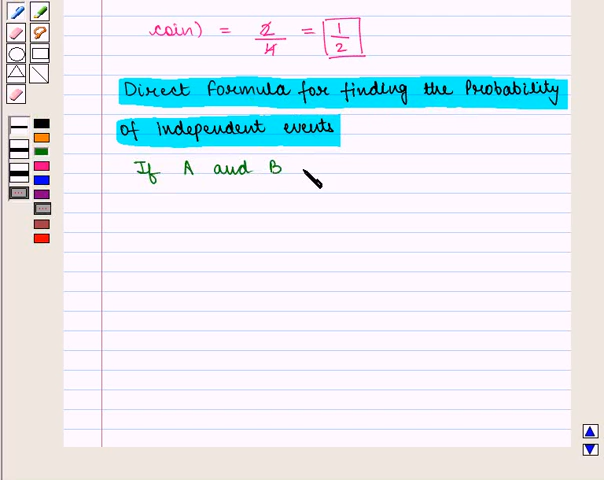 coin) = 2/4 = 1/2
Direct formula for finding the Probability
of Independent events
If A and B